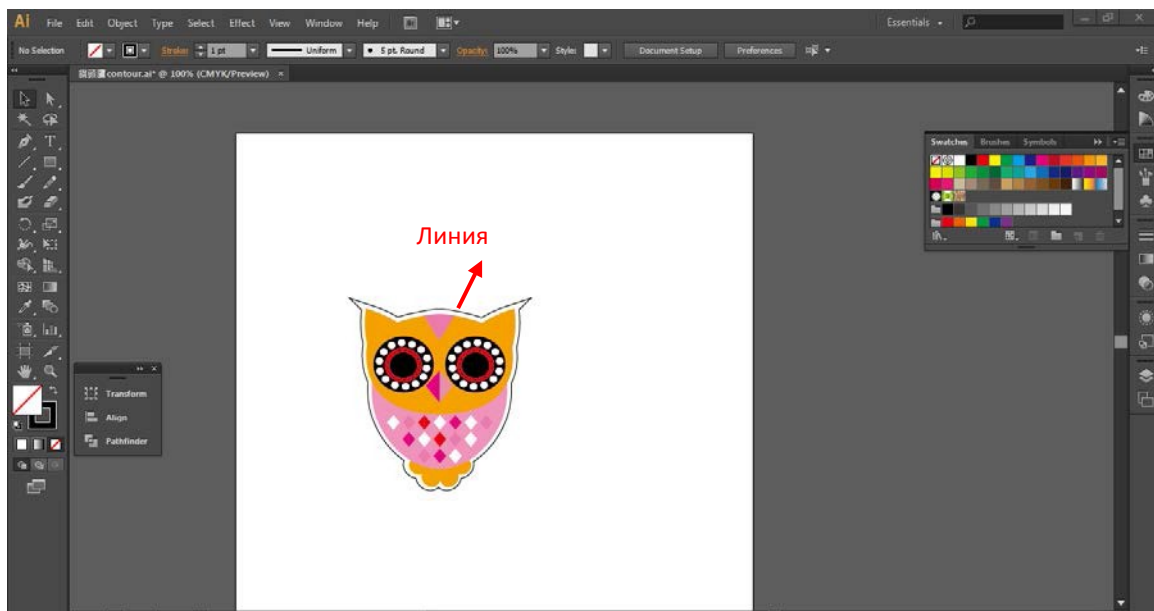 Ai File Edit Object Type Select Effect View Window Help
Essentials
No Selection Stroke: 1 pt Uniform 5 pt. Round Opacity: 100% Style: Document Setup Preferences
contour.ai* @ 100% (CMYK/Preview) ×
Swatches Brushes Symbols
Линия
Transform
Align
Pathfinder